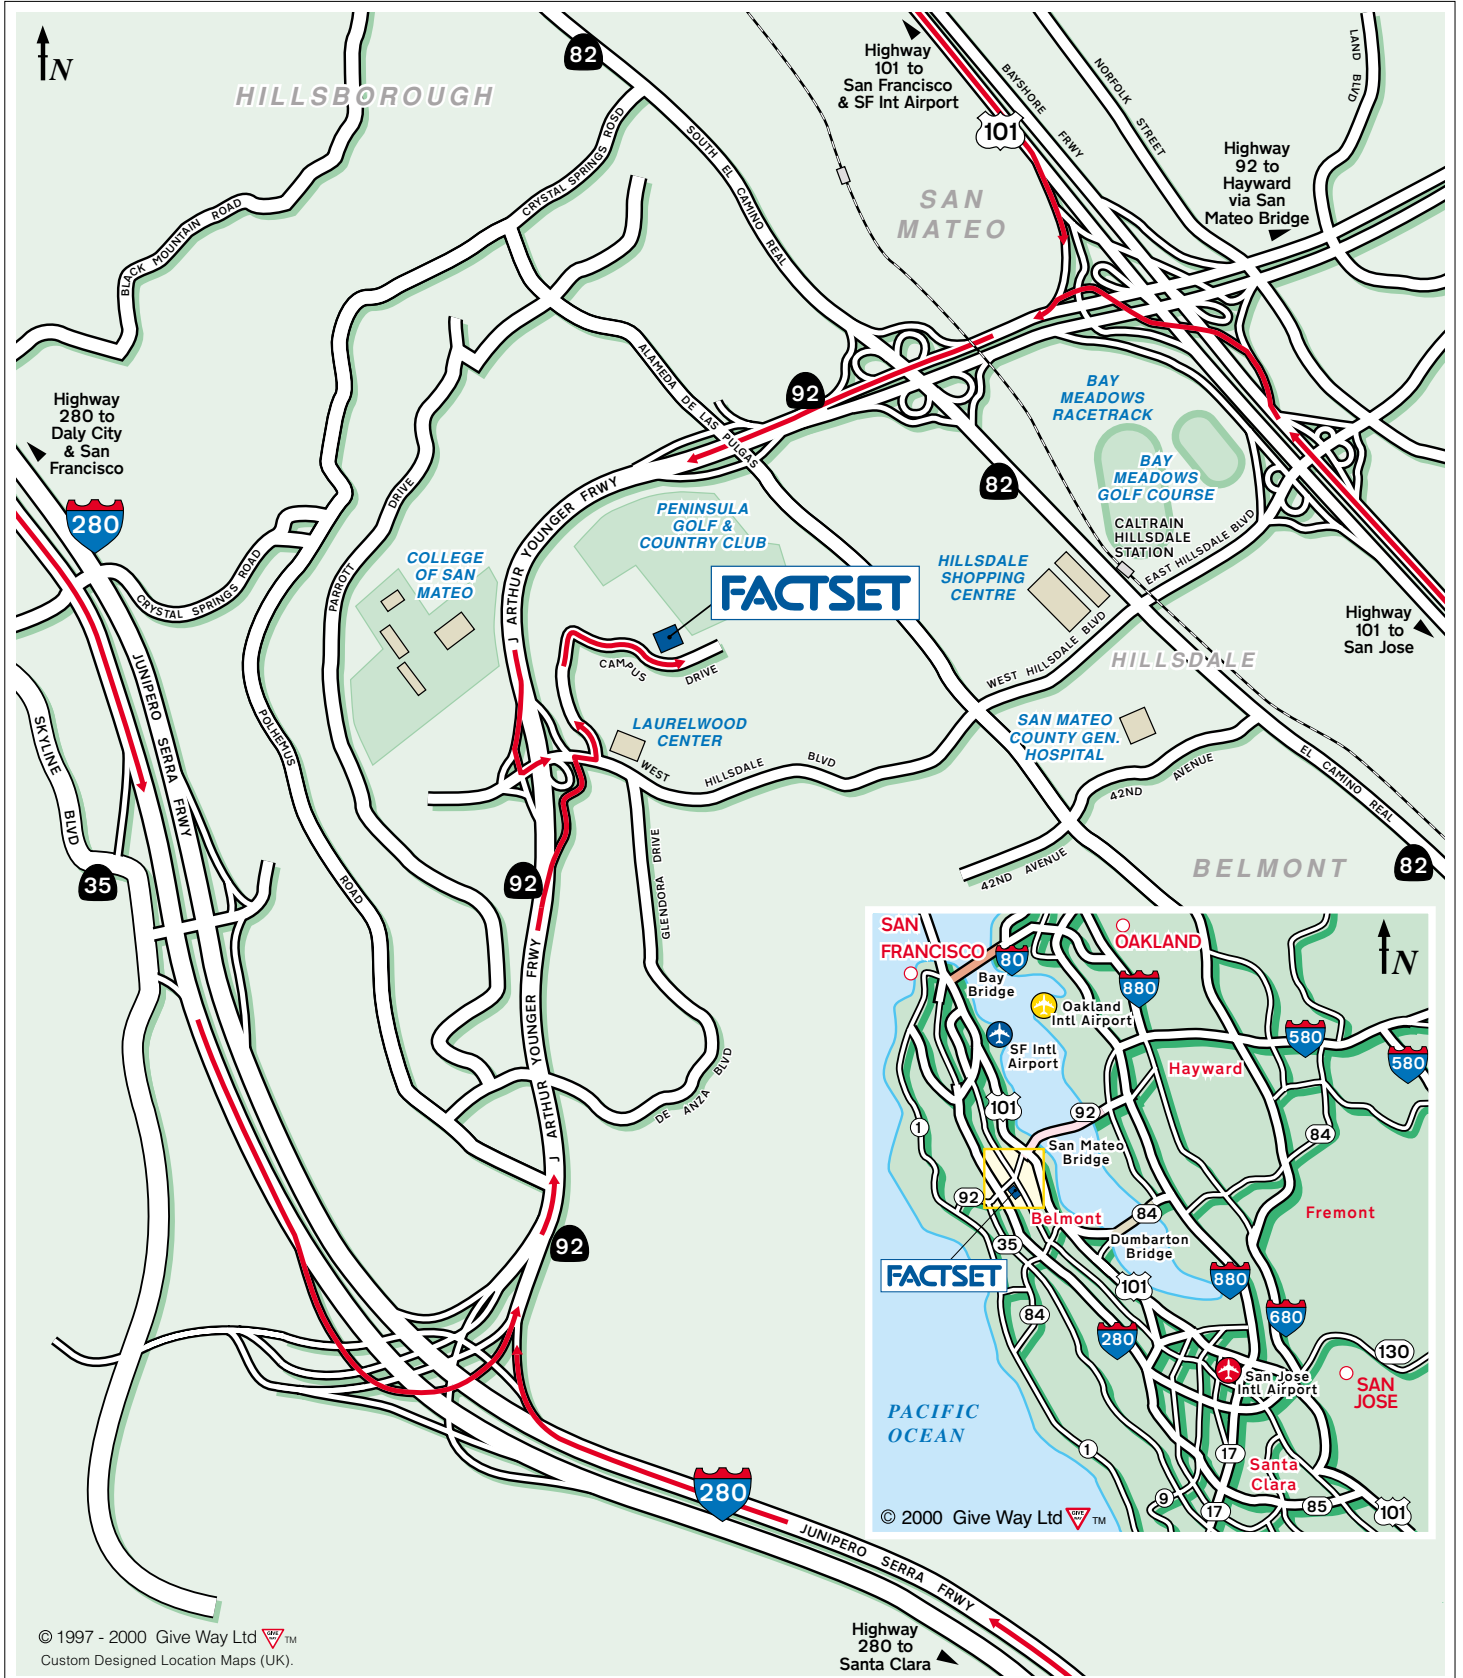 N
HILLSBOROUGH
82
Highway
101 to
San Francisco
& SF Int Airport
BAYSHORE FRWY
NORFOLK STREET
LAND BLVD
101
Highway
92 to
Hayward
via San
Mateo Bridge
SAN
MATEO
CRYSTAL SPRINGS ROSD
SOUTH EL CAMINO REAL
BLACK MOUNTAIN ROAD
ALAMEDA DE LAS PULGAS
92
BAY
MEADOWS
RACETRACK
BAY
MEADOWS
GOLF COURSE
82
CALTRAIN
HILLSDALE
STATION
EAST HILLSDALE BLVD
Highway
280 to
Daly City
& San
Francisco
280
CRYSTAL SPRINGS ROAD
PARROTT DRIVE
J ARTHUR YOUNGER FRWY
PENINSULA
GOLF &
COUNTRY CLUB
COLLEGE
OF SAN
MATEO
FACTSET
HILLSDALE
SHOPPING
CENTRE
WEST HILLSDALE BLVD
HILLSDALE
Highway
101 to
San Jose
CAMPUS DRIVE
LAURELWOOD
CENTER
WEST HILLSDALE BLVD
SAN MATEO
COUNTY GEN.
HOSPITAL
42ND AVENUE
42ND AVENUE
EL CAMINO REAL
82
BELMONT
JUNIPERO SERRA FRWY
SKYLINE BLVD
35
POLHEMUS ROAD
92
GLENDORA DRIVE
J ARTHUR YOUNGER FRWY
DE ANZA BLVD
92
280
JUNIPERO SERRA FRWY
Highway
280 to
Santa Clara
SAN
FRANCISCO
OAKLAND
N
80
Bay
Bridge
880
Oakland
Intl Airport
SF Intl
Airport
580
580
Hayward
101
92
1
84
San Mateo
Bridge
92
Belmont
84
Fremont
35
Dumbarton
Bridge
FACTSET
101
880
84
280
680
130
San Jose
Intl Airport
SAN
JOSE
PACIFIC
OCEAN
1
17
Santa
Clara
9
17
85
101
© 2000 Give Way Ltd GIVE WAY TM
© 1997 - 2000 Give Way Ltd GIVE WAY TM
Custom Designed Location Maps (UK).